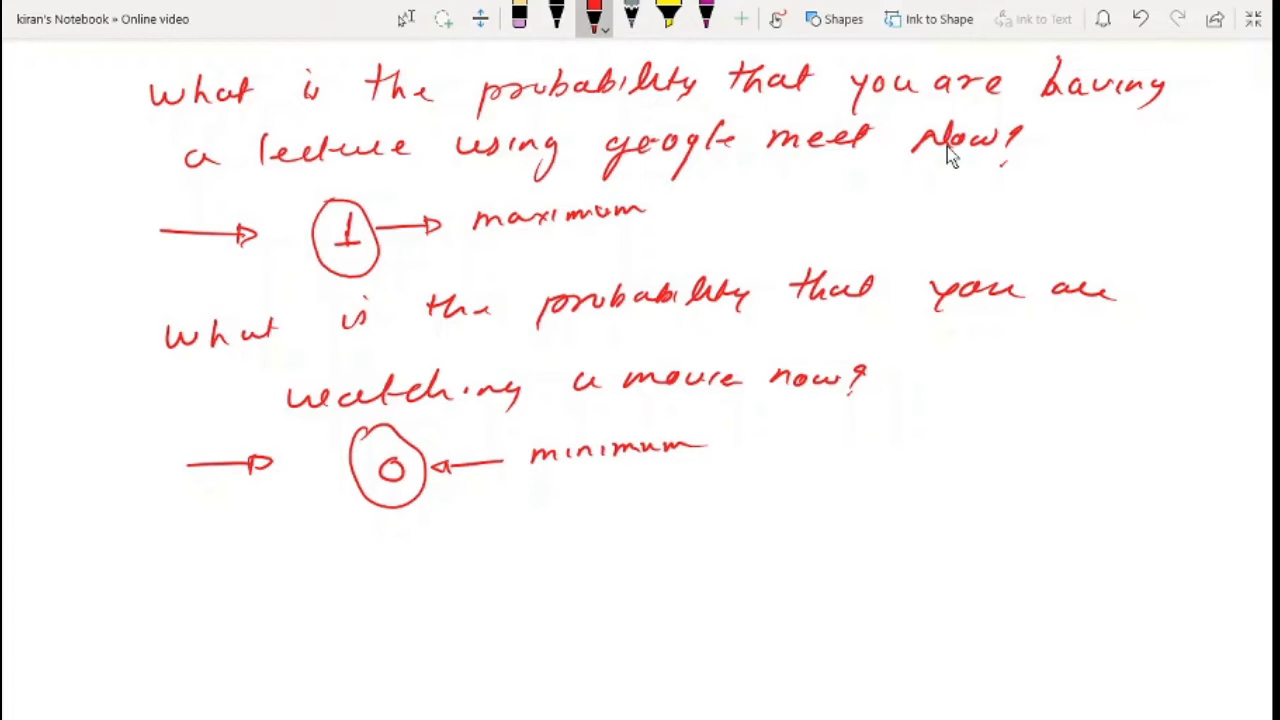 kiran's Notebook » Online video
Shapes
Ink to Shape
Ink to Text
What is the probability that you are having
a lecture using google meet Now?
1 maximum
What is the probability that you are
watching a movie now?
0 minimum